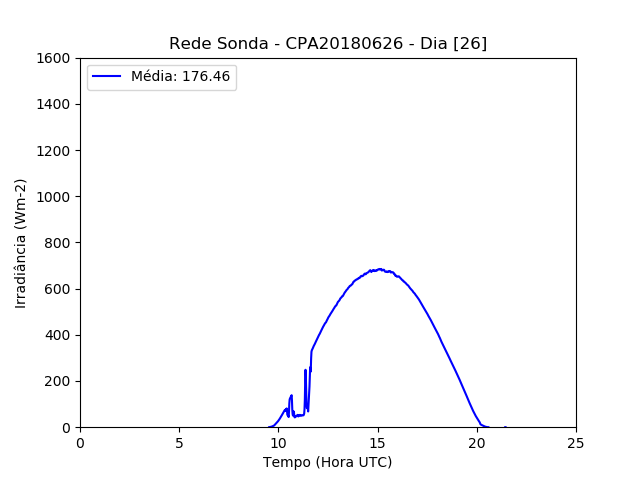 Rede Sonda - CPA20180626 - Dia [26]
Média: 176.46
1600
1400
1200
1000
800
600
400
200
0
Irradiância (Wm-2)
0 5 10 15 20 25
Tempo (Hora UTC)